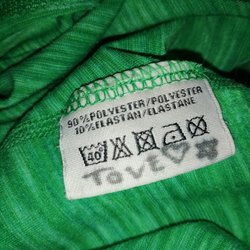 90%POLYESTER/POLYESTER
10%ELASTAN/ELASTANE
40°
Tove